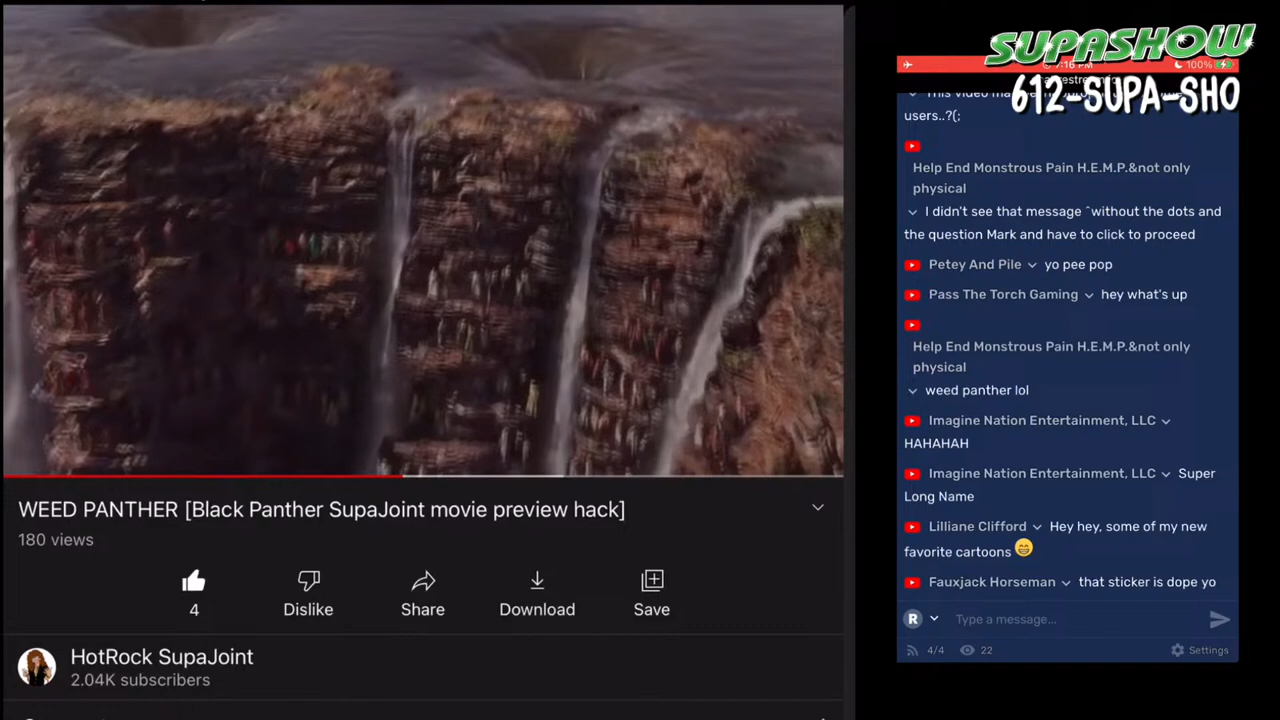 SUPASHOW
612-SUPA-SHO
7:16 PM
100%
users..?(;
Help End Monstrous Pain H.E.M.P.&not only
physical
I didn't see that message ˆwithout the dots and
the question Mark and have to click to proceed
Petey And Pile yo pee pop
Pass The Torch Gaming hey what's up
Help End Monstrous Pain H.E.M.P.&not only
physical
weed panther lol
Imagine Nation Entertainment, LLC
HAHAHAH
Imagine Nation Entertainment, LLC Super
Long Name
Lilliane Clifford Hey hey, some of my new
favorite cartoons
Fauxjack Horseman that sticker is dope yo
R Type a message...
4/4 22 Settings
WEED PANTHER [Black Panther SupaJoint movie preview hack]
180 views
4 Dislike Share Download Save
HotRock SupaJoint
2.04K subscribers